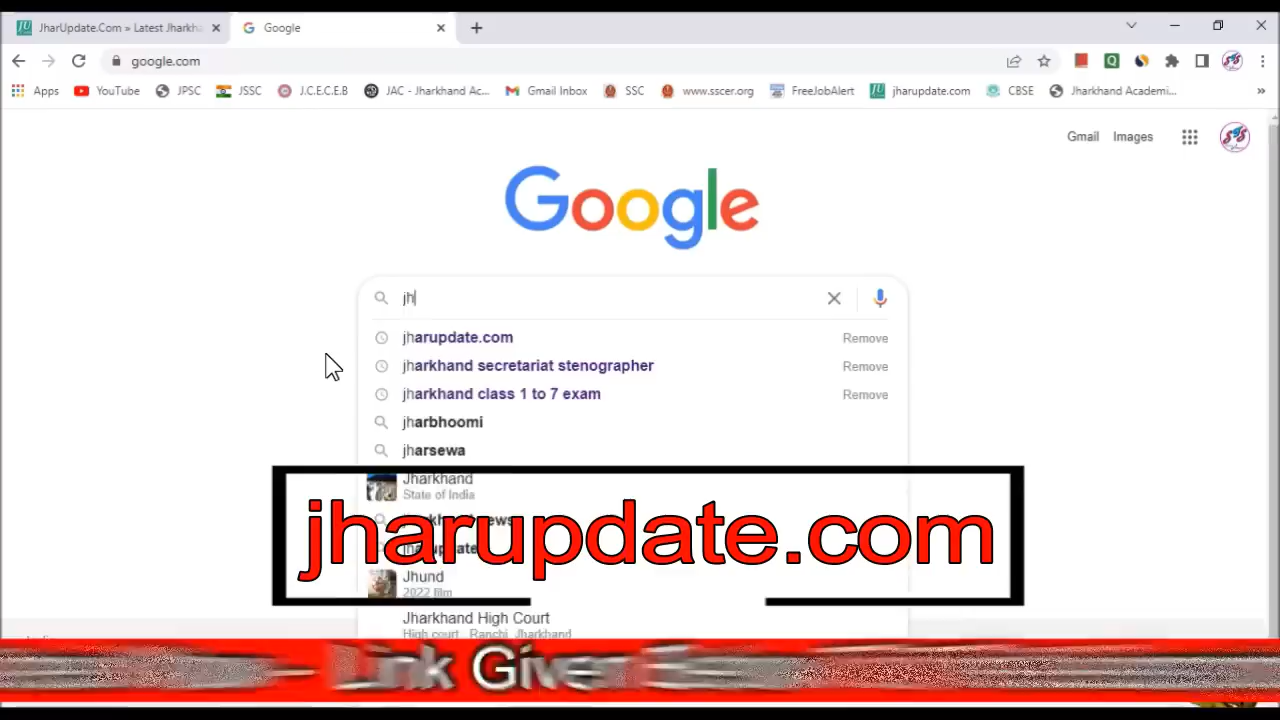 JharUpdate.Com » Latest Jharkh
Google
google.com
Apps YouTube JPSC JSSC J.C.E.C.E.B JAC - Jharkhand Ac... Gmail Inbox SSC www.sscer.org FreeJobAlert jharupdate.com CBSE Jharkhand Academi... »
Gmail Images
Google
jh
jharupdate.com Remove
jharkhand secretariat stenographer Remove
jharkhand class 1 to 7 exam Remove
jharbhoomi
jharsewa
Jharkhand
State of India
jharupdate.com
Jhund
2022 film
Jharkhand High Court
High court Ranchi, Jharkhand
Link Given